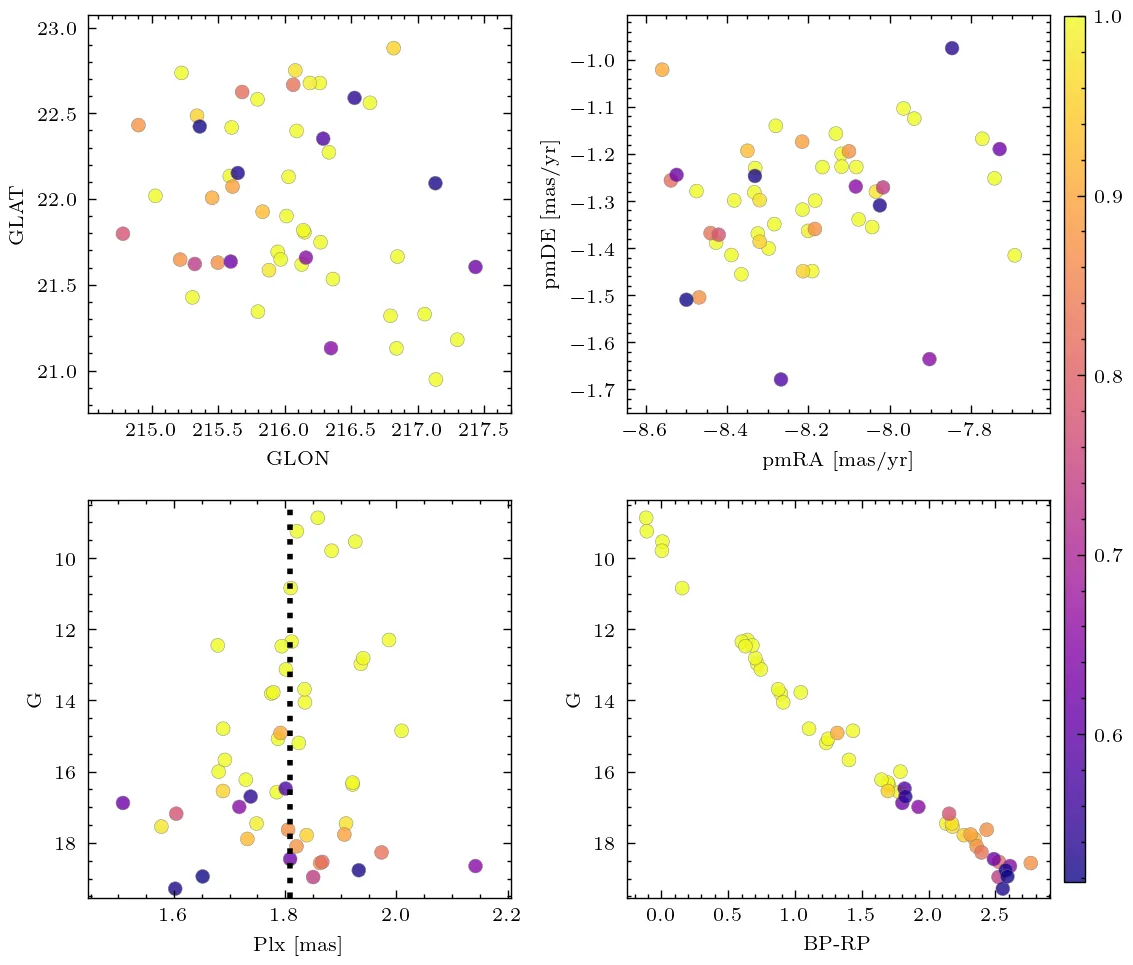 23.0
22.5
22.0
21.5
21.0
GLAT
215.0 215.5 216.0 216.5 217.0 217.5
GLON
−1.0
−1.1
−1.2
−1.3
−1.4
−1.5
−1.6
−1.7
pmDE [mas/yr]
−8.6 −8.4 −8.2 −8.0 −7.8
pmRA [mas/yr]
1.0
0.9
0.8
0.7
0.6
10
12
14
16
18
G
1.6 1.8 2.0 2.2
Plx [mas]
10
12
14
16
18
G
0.0 0.5 1.0 1.5 2.0 2.5
BP-RP